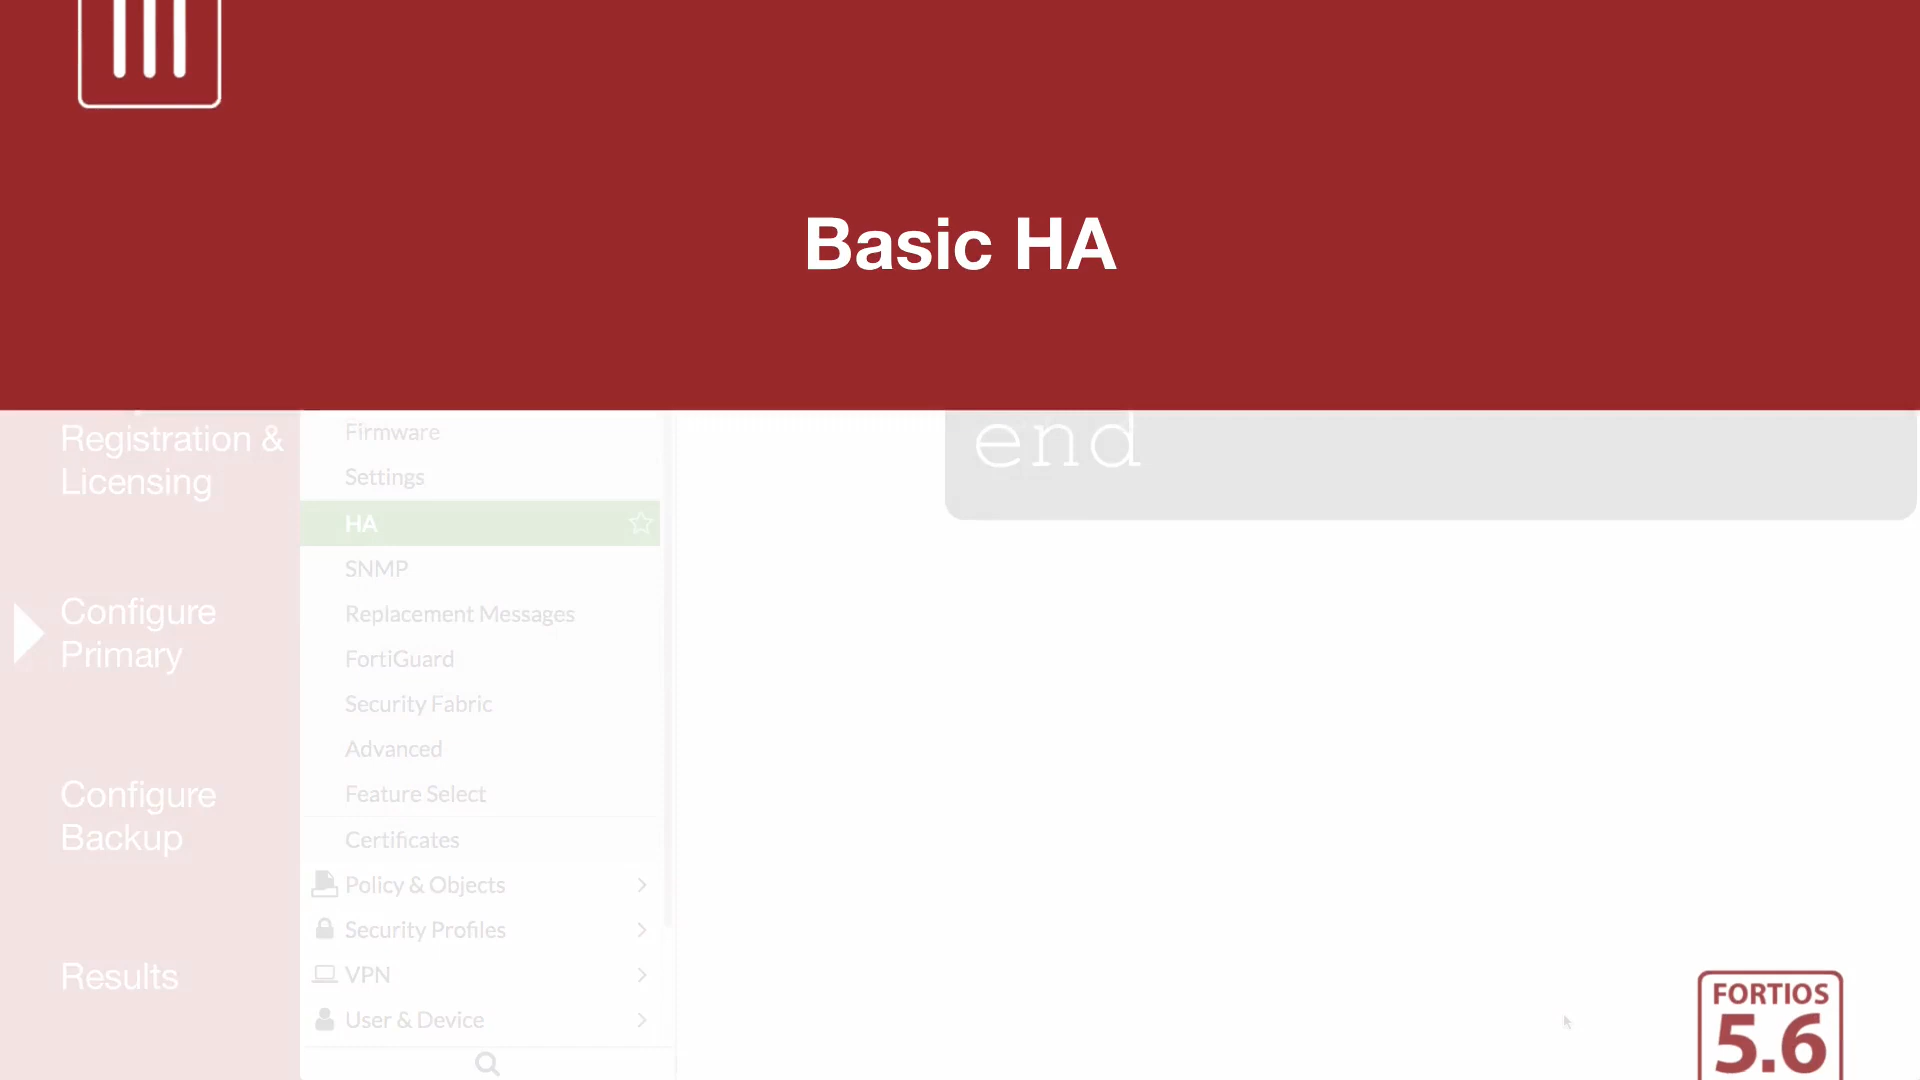 Basic HA
Registration &
Licensing
Configure
Primary
Configure
Backup
Results
Firmware
Settings
HA
SNMP
Replacement Messages
FortiGuard
Security Fabric
Advanced
Feature Select
Certificates
Policy & Objects
Security Profiles
VPN
User & Device
end
FORTIOS
5.6